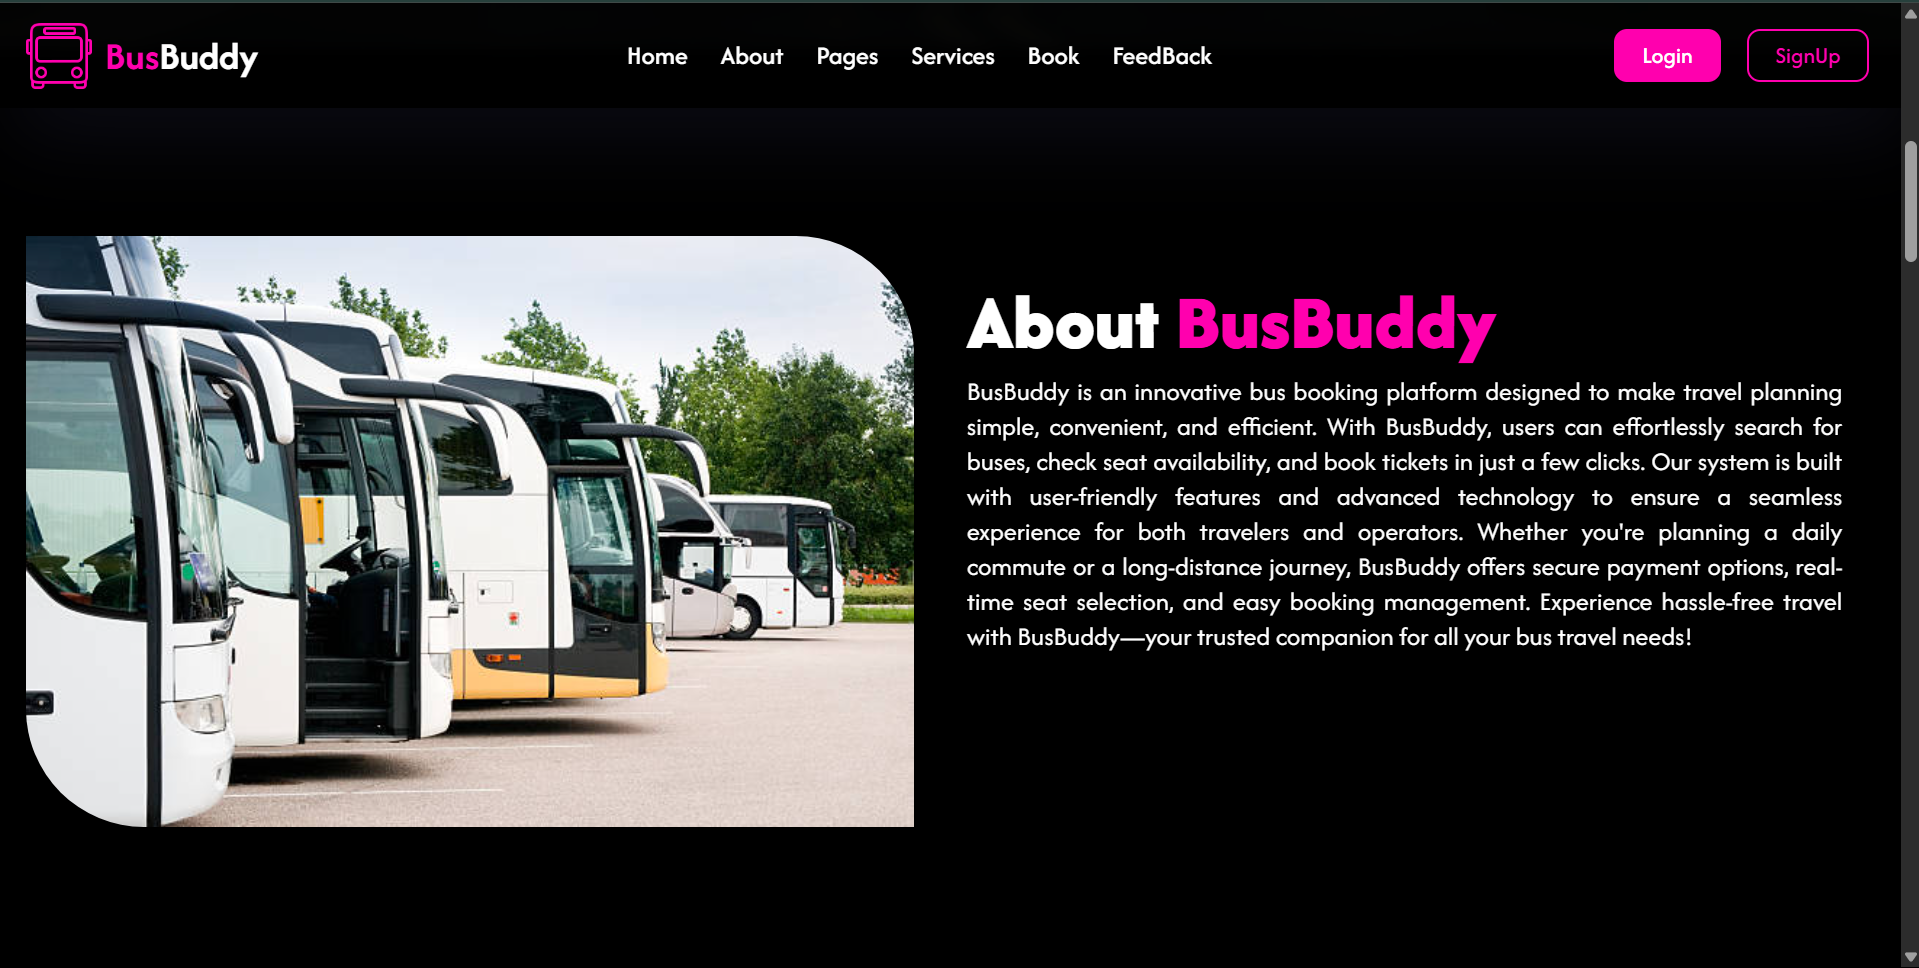 BusBuddy
Home About Pages Services Book FeedBack
Login SignUp
About BusBuddy
BusBuddy is an innovative bus booking platform designed to make travel planning
simple, convenient, and efficient. With BusBuddy, users can effortlessly search for
buses, check seat availability, and book tickets in just a few clicks. Our system is built
with user-friendly features and advanced technology to ensure a seamless
experience for both travelers and operators. Whether you're planning a daily
commute or a long-distance journey, BusBuddy offers secure payment options, real-
time seat selection, and easy booking management. Experience hassle-free travel
with BusBuddy—your trusted companion for all your bus travel needs!